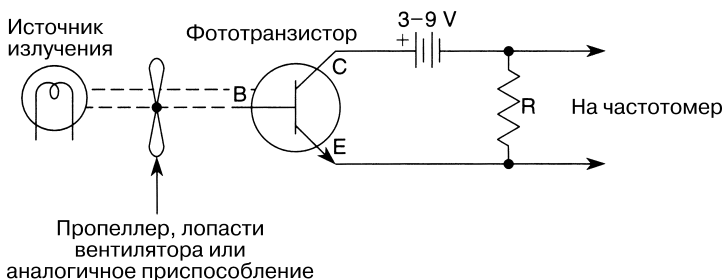 Источник
излучения
Фототранзистор
3–9 V
+
C
B
E
R
На частотомер
Пропеллер, лопасти
вентилятора или
аналогичное приспособление